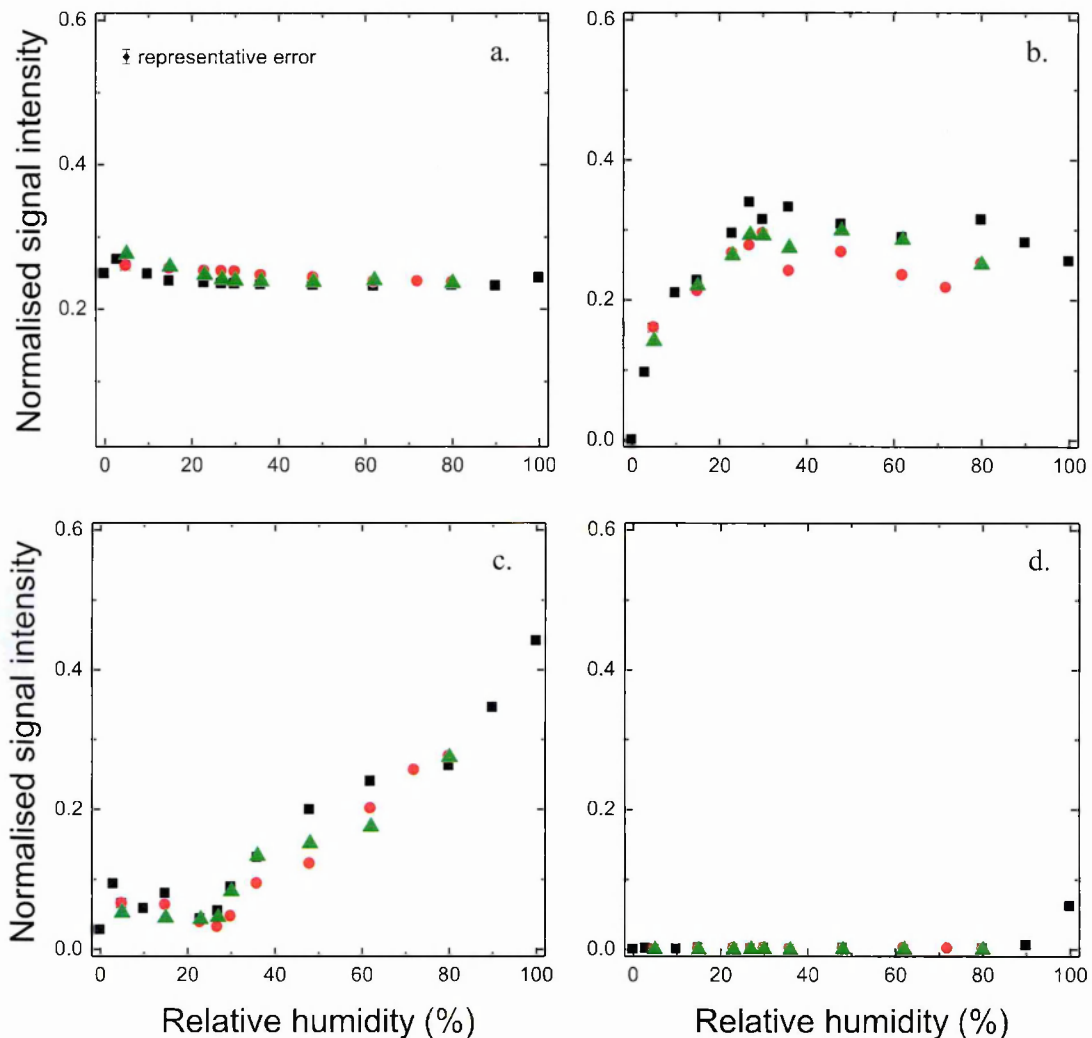 0.6
representative error
a.
Normalised signal intensity
0.4
0.2
0 20 40 60 80 100
0.6
b.
0.4
0.2
0.0
0 20 40 60 80 100
0.6
c.
Normalised signal intensity
0.4
0.2
0.0
0 20 40 60 80 100
Relative humidity (%)
0.6
d.
0.4
0.2
0.0
0 20 40 60 80 100
Relative humidity (%)